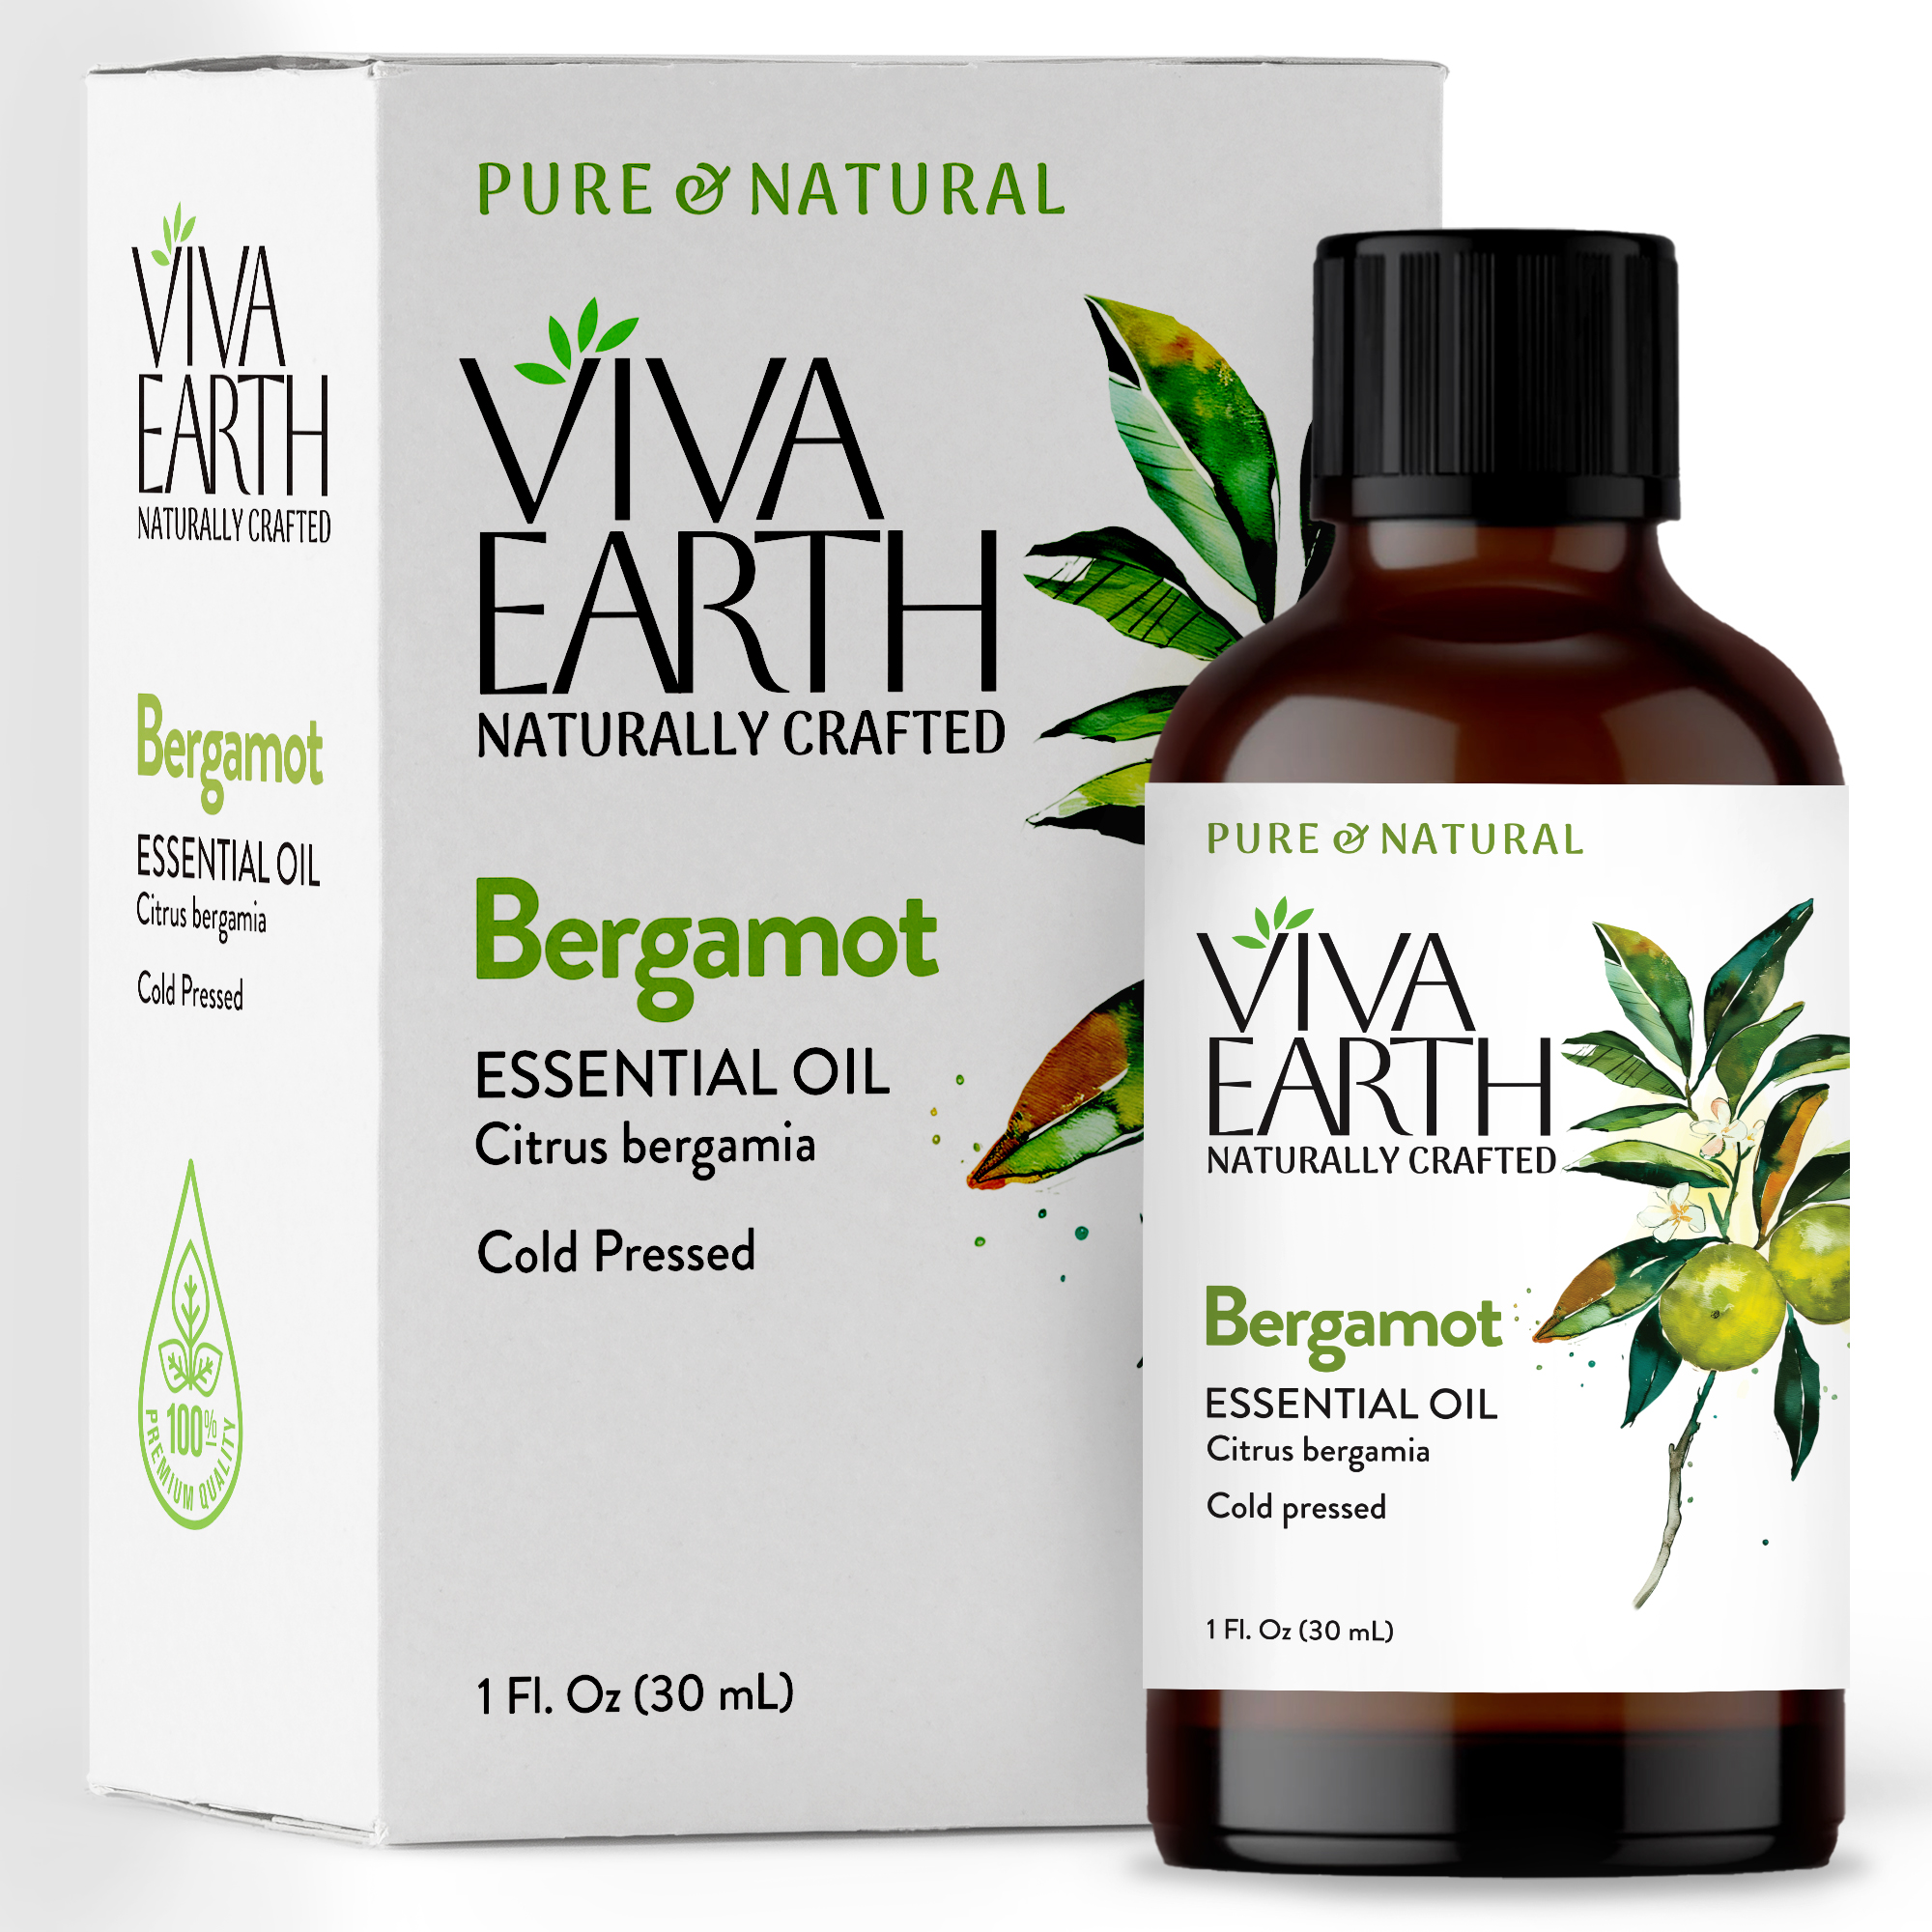 VIVA
EARTH
NATURALLY CRAFTED
Bergamot
ESSENTIAL OIL
Citrus bergamia
Cold Pressed
100%
PREMIUM QUALITY
PURE & NATURAL
VIVA
EARTH
NATURALLY CRAFTED
Bergamot
ESSENTIAL OIL
Citrus bergamia
Cold Pressed
1 Fl. Oz (30 mL)
PURE & NATURAL
VIVA
EARTH
NATURALLY CRAFTED
Bergamot
ESSENTIAL OIL
Citrus bergamia
Cold pressed
1 Fl. Oz (30 mL)